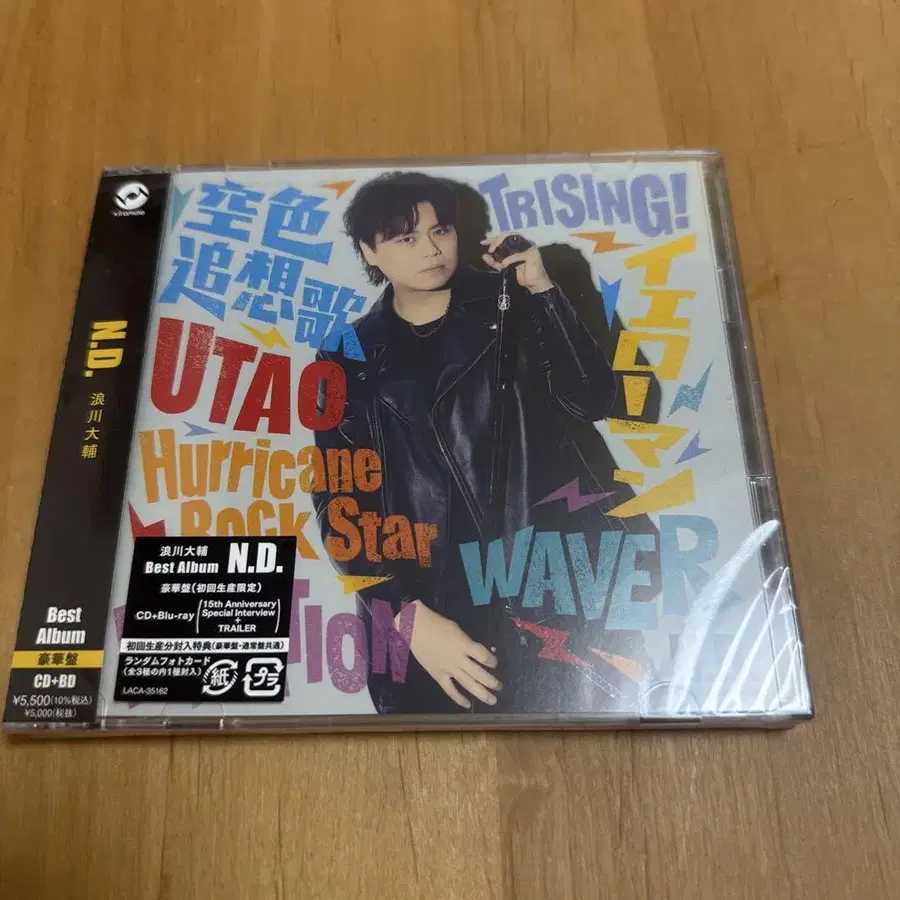 kiramune
N.D.
浪川大輔
Best
Album
豪華盤
CD+BD
¥5,500(10%税込)
¥5,000(税抜)
空色
追想歌
UTAO
Hurricane
ROCK Star
TRISING!
イエローマン
WAVER
TION
浪川大輔
Best Album N.D.
豪華盤(初回生産限定)
CD+Blu-ray
15th Anniversary
Special Interview
+
TRAILER
初回生産分封入特典(豪華盤・通常盤共通)
ランダムフォトカード
(全3種の内1種封入)
紙
プラ
LACA-35162